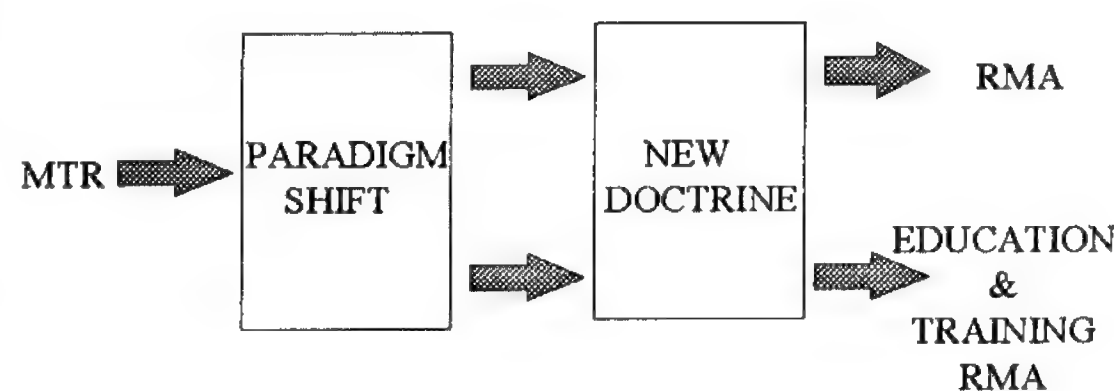 MTR
PARADIGM
SHIFT
NEW
DOCTRINE
RMA
EDUCATION
&
TRAINING
RMA